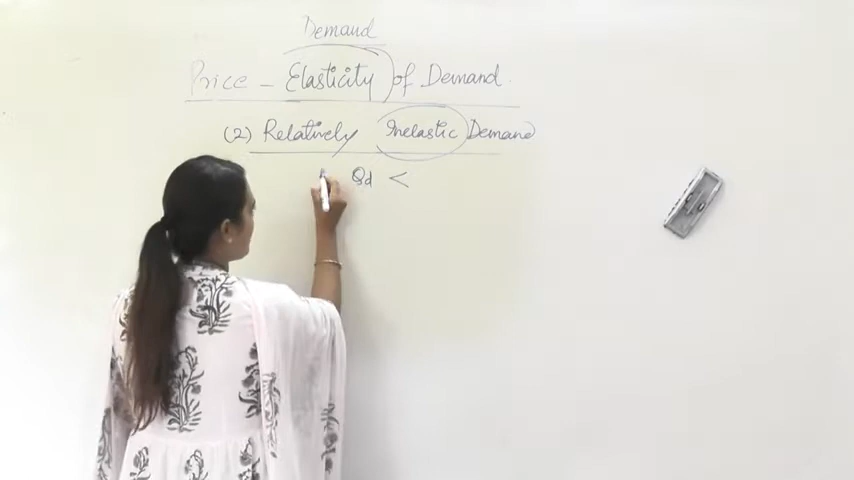 Demand
Price - Elasticity of Demand.
(2) Relatively Inelastic Demand
Qd <